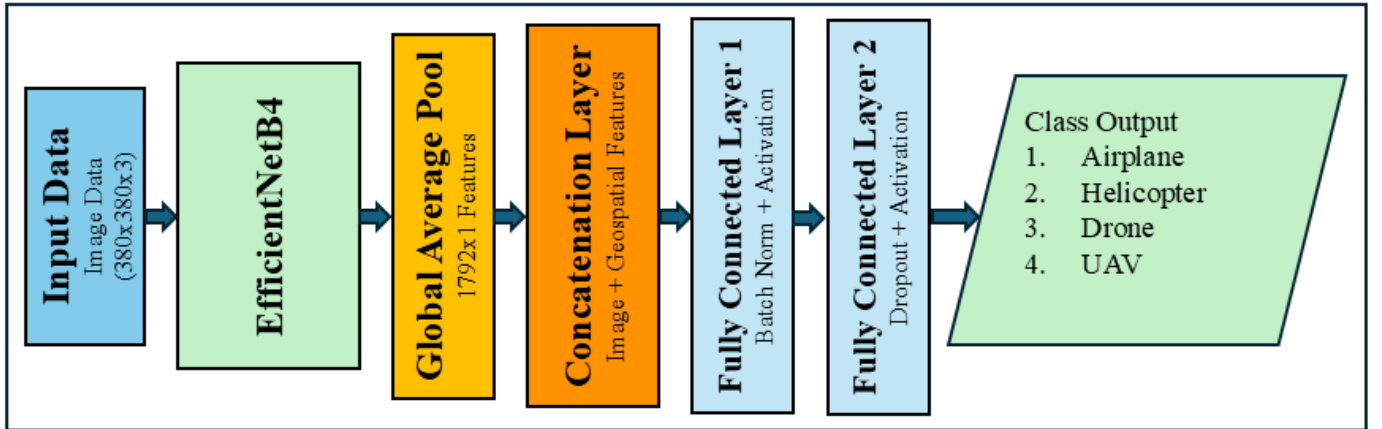 Input Data
Image Data
(380x380x3)
EfficientNetB4
Global Average Pool
1792x1 Features
Concatenation Layer
Image + Geospatial Features
Fully Connected Layer 1
Batch Norm + Activation
Fully Connected Layer 2
Dropout + Activation
Class Output
1. Airplane
2. Helicopter
3. Drone
4. UAV